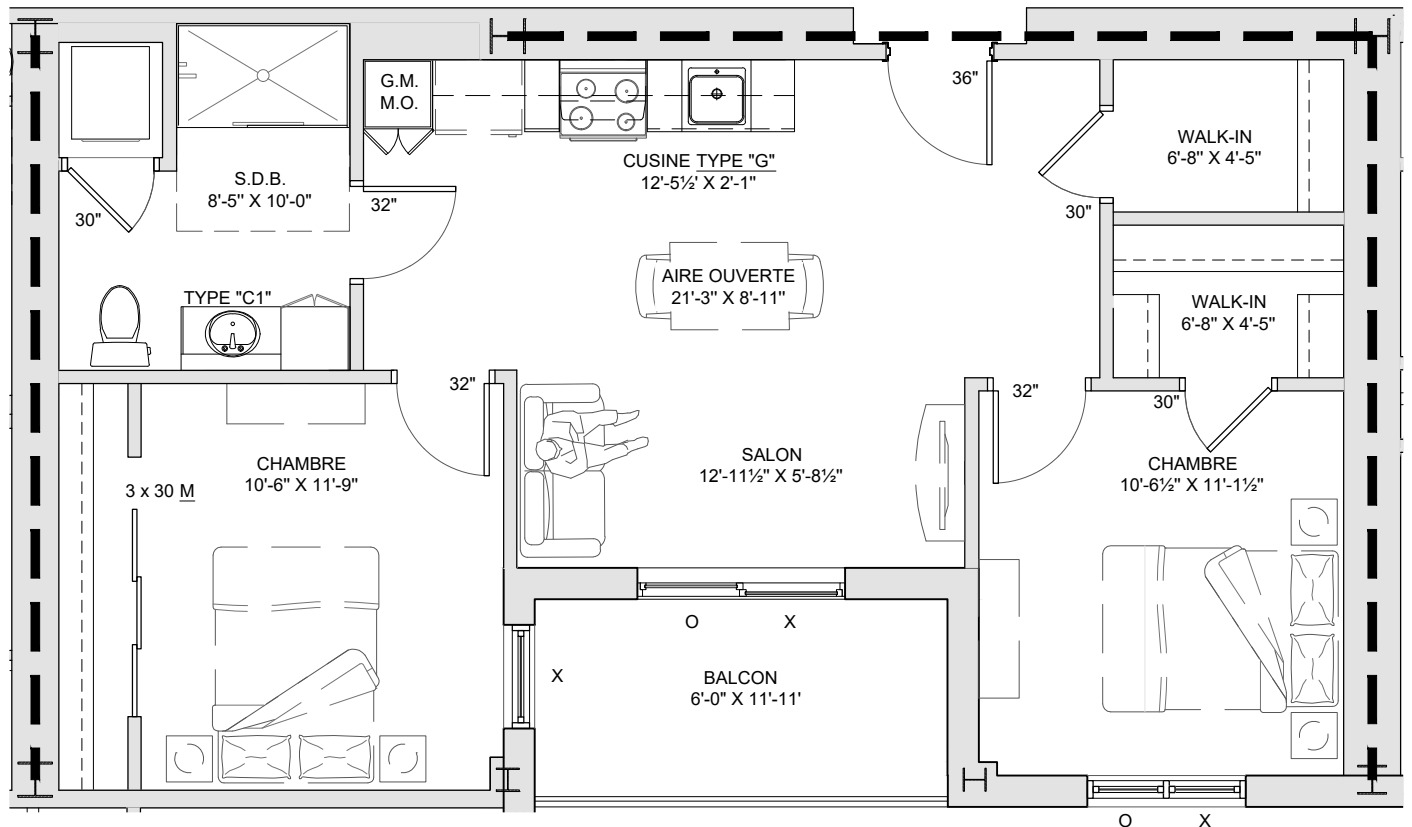 G.M.
M.O.
36"
CUSINE TYPE "G"
12'-5½' X 2'-1"
WALK-IN
6'-8" X 4'-5"
S.D.B.
8'-5" X 10'-0"
30"
32"
30"
AIRE OUVERTE
21'-3" X 8'-11"
TYPE "C1"
WALK-IN
6'-8" X 4'-5"
32"
32"
30"
CHAMBRE
10'-6" X 11'-9"
3 x 30 M
SALON
12'-11½" X 5'-8½"
CHAMBRE
10'-6½" X 11'-1½"
O X
X
BALCON
6'-0" X 11'-11'
O X